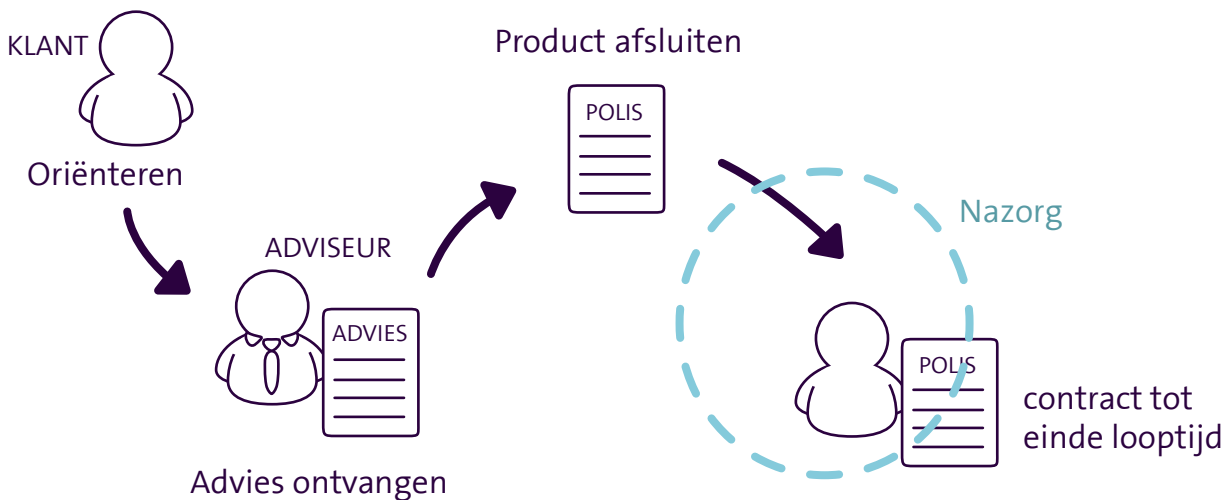 KLANT
Oriënteren
ADVISEUR
ADVIES
Advies ontvangen
Product afsluiten
POLIS
Nazorg
POLIS
contract tot
einde looptijd